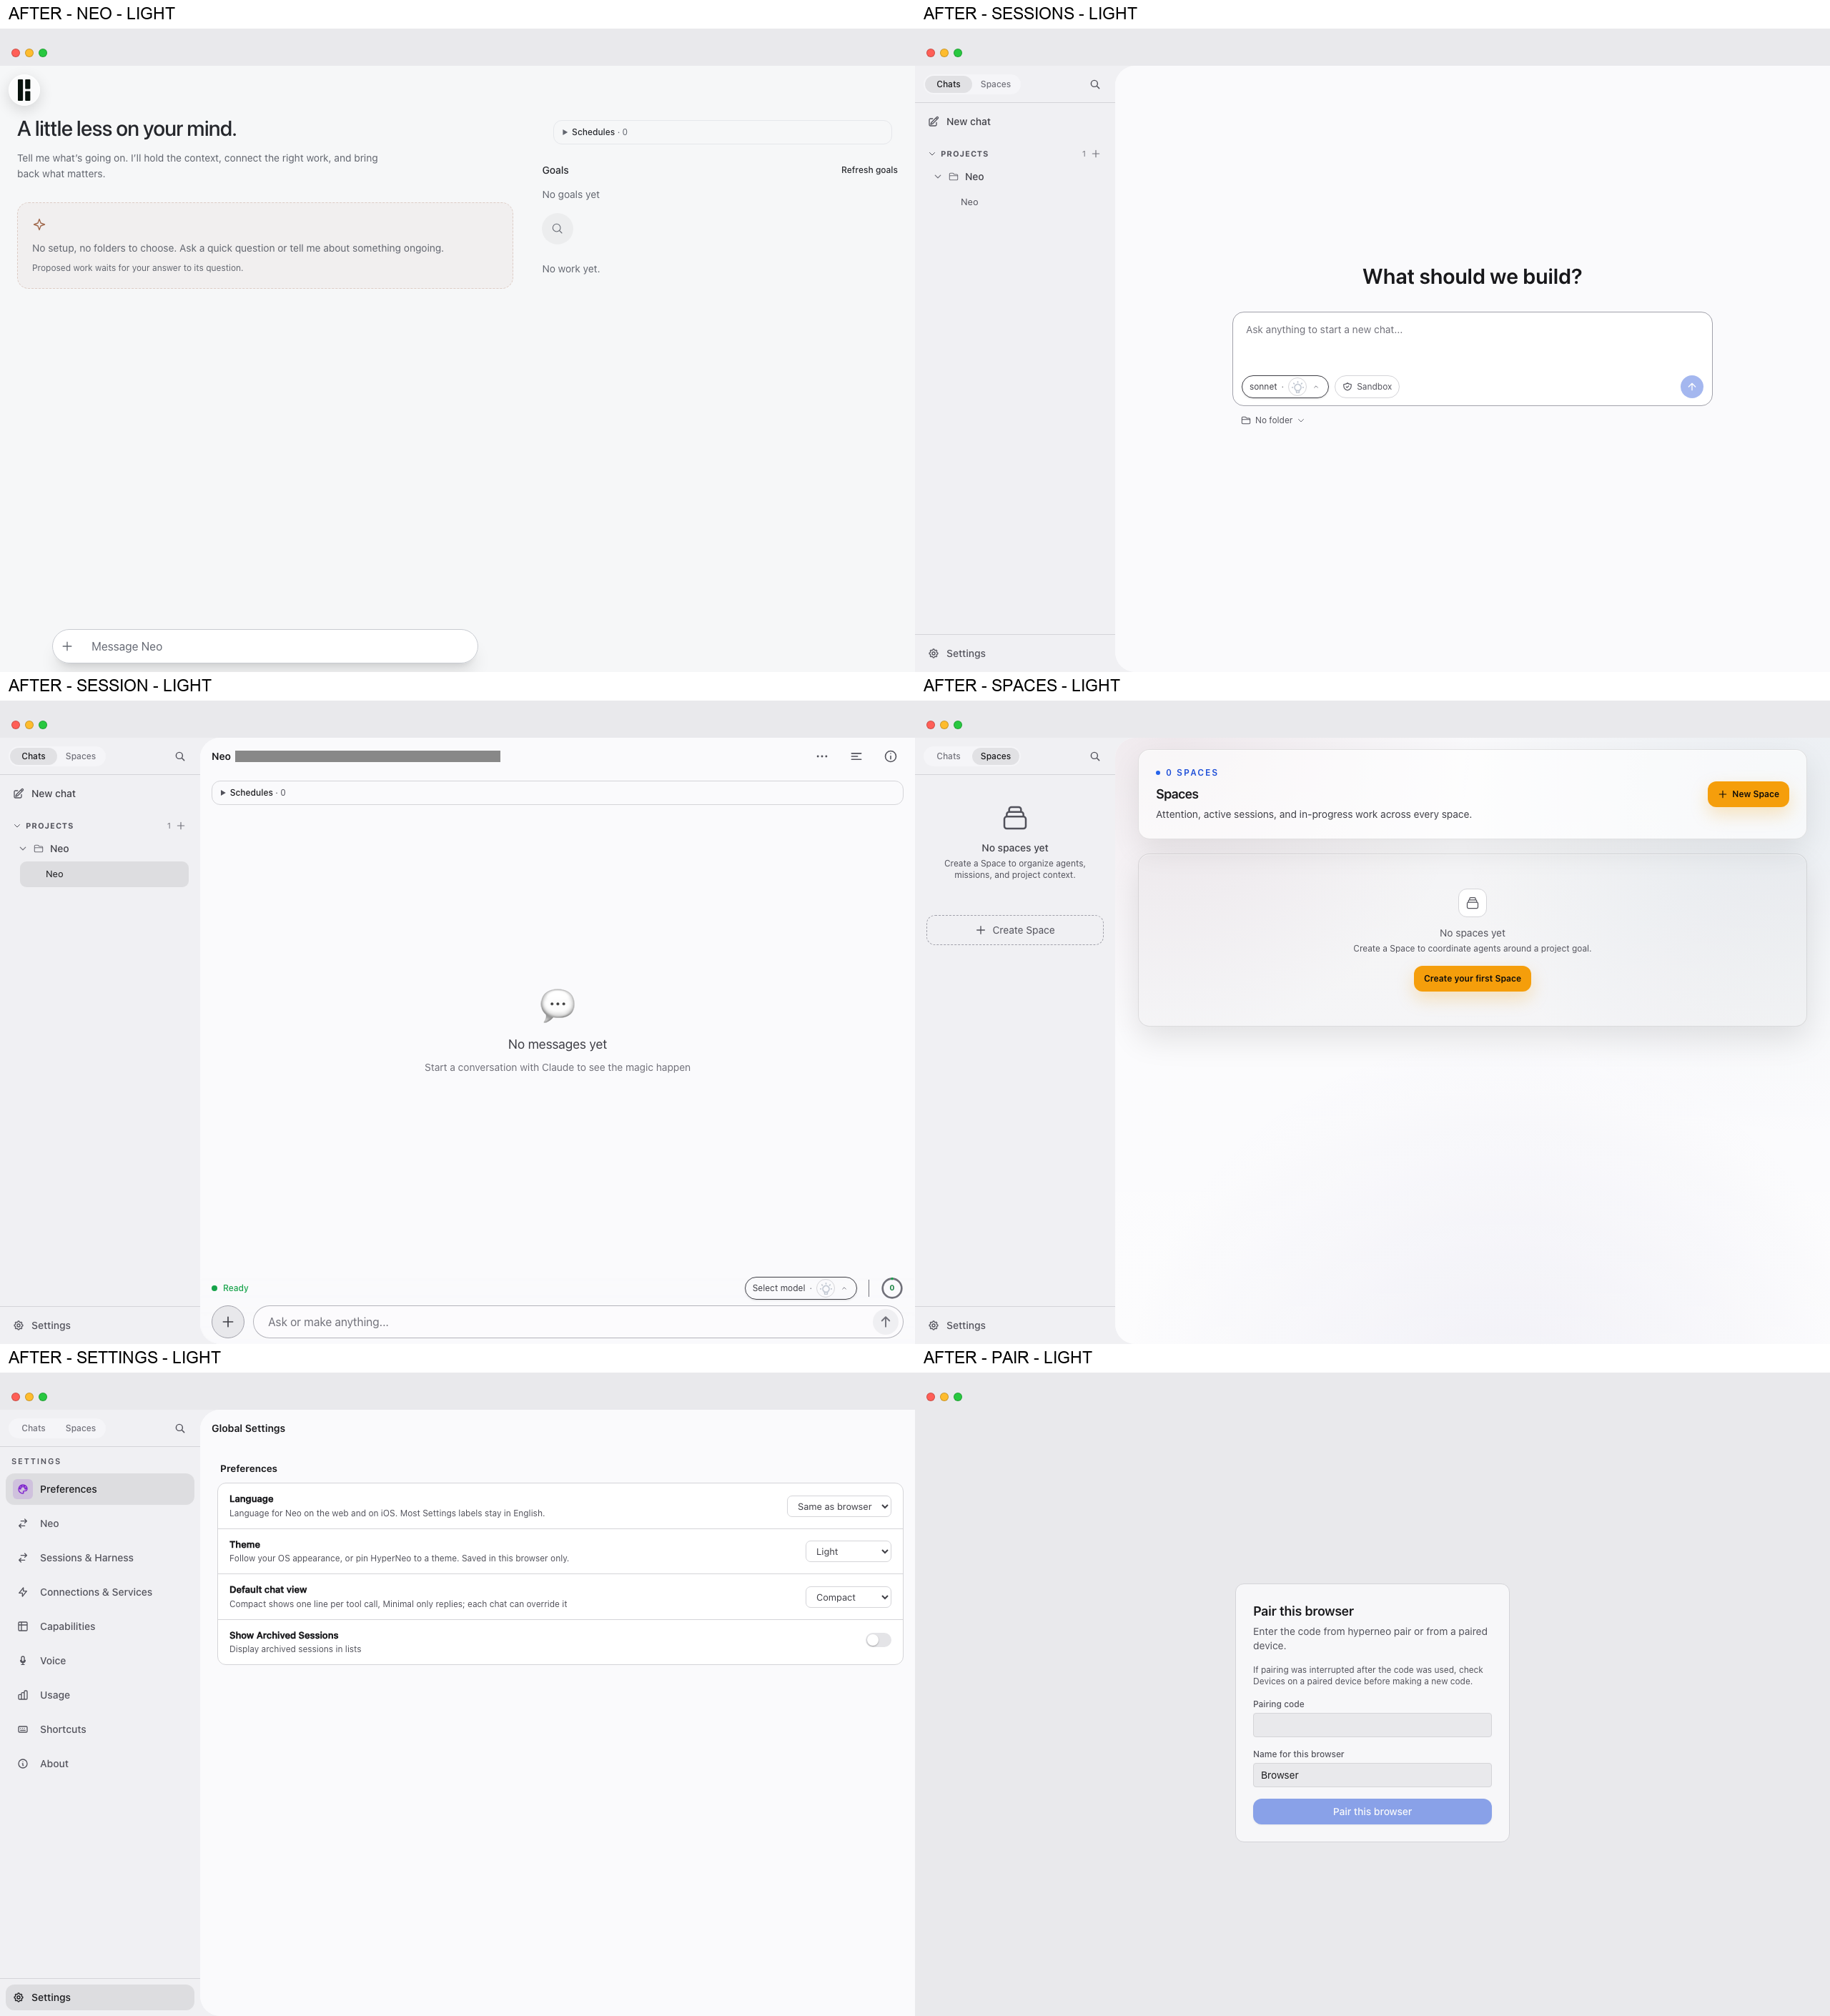 AFTER - NEO - LIGHT
A little less on your mind.
Tell me what's going on. I'll hold the context, connect the right work, and bring
back what matters.
No setup, no folders to choose. Ask a quick question or tell me about something ongoing.
Proposed work waits for your answer to its question.
Schedules · 0
Goals
Refresh goals
No goals yet
No work yet.
Message Neo
AFTER - SESSIONS - LIGHT
Chats
Spaces
New chat
PROJECTS
1
Neo
Neo
Settings
What should we build?
Ask anything to start a new chat...
sonnet ·
Sandbox
No folder
AFTER - SESSION - LIGHT
Chats
Spaces
New chat
PROJECTS
1
Neo
Neo
Settings
Neo
Schedules · 0
No messages yet
Start a conversation with Claude to see the magic happen
Ready
Select model ·
0
Ask or make anything...
AFTER - SPACES - LIGHT
Chats
Spaces
No spaces yet
Create a Space to organize agents,
missions, and project context.
Create Space
Settings
0 SPACES
Spaces
Attention, active sessions, and in-progress work across every space.
New Space
No spaces yet
Create a Space to coordinate agents around a project goal.
Create your first Space
AFTER - SETTINGS - LIGHT
Chats
Spaces
SETTINGS
Preferences
Neo
Sessions & Harness
Connections & Services
Capabilities
Voice
Usage
Shortcuts
About
Settings
Global Settings
Preferences
Language
Language for Neo on the web and on iOS. Most Settings labels stay in English.
Same as browser
Theme
Follow your OS appearance, or pin HyperNeo to a theme. Saved in this browser only.
Light
Default chat view
Compact shows one line per tool call, Minimal only replies; each chat can override it
Compact
Show Archived Sessions
Display archived sessions in lists
AFTER - PAIR - LIGHT
Pair this browser
Enter the code from hyperneo pair or from a paired
device.
If pairing was interrupted after the code was used, check
Devices on a paired device before making a new code.
Pairing code
Name for this browser
Browser
Pair this browser